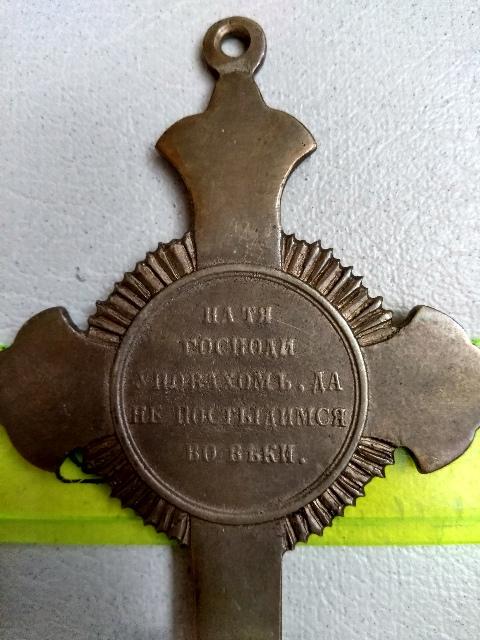 НА ТЯ
ГОСПОДИ
УПОВАХОМЪ, ДА
НЕ ПОСТЫДИМСЯ
ВО ВѢКИ.